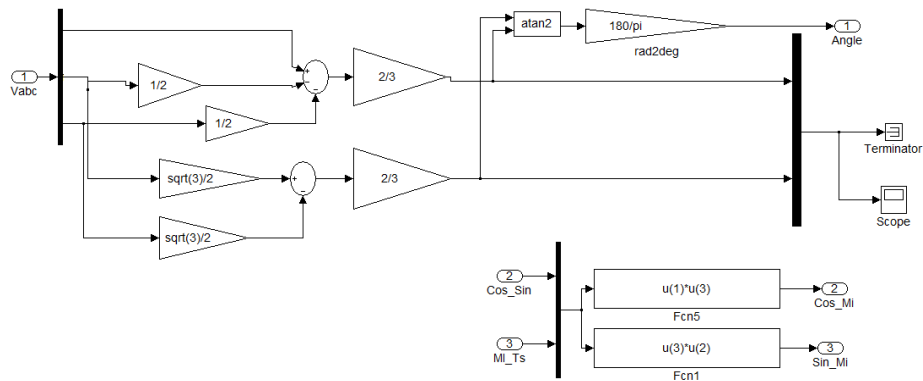 atan2
180/pi
1
Angle
rad2deg
1
Vabc
+
−
−
2/3
1/2
1/2
Terminator
sqrt(3)/2
+
−
2/3
sqrt(3)/2
Scope
2
Cos_Sin
u(1)*u(3)
2
Cos_Mi
Fcn5
3
MI_Ts
u(3)*u(2)
3
Sin_Mi
Fcn1